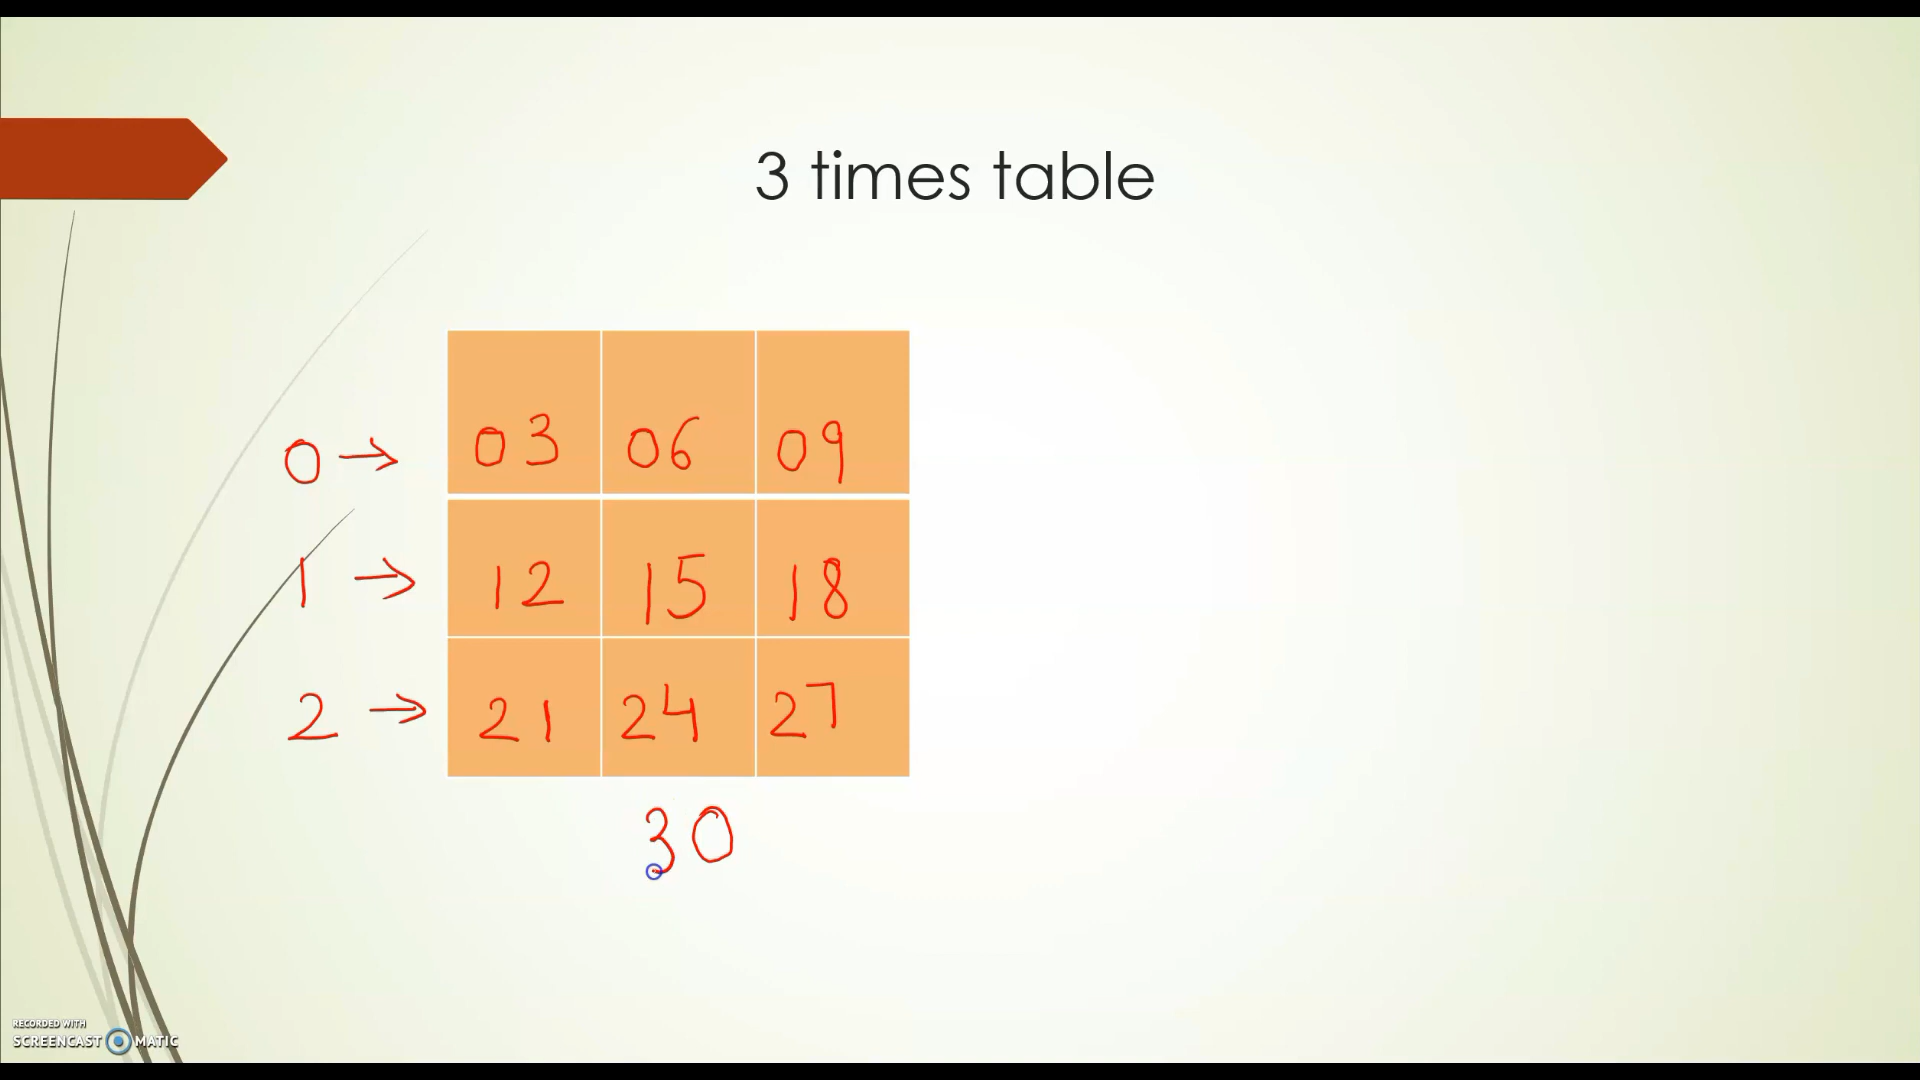 3 times table
0 → 03 06 09
1 → 12 15 18
2 → 21 24 27
30
RECORDED WITH
SCREENCAST MATIC